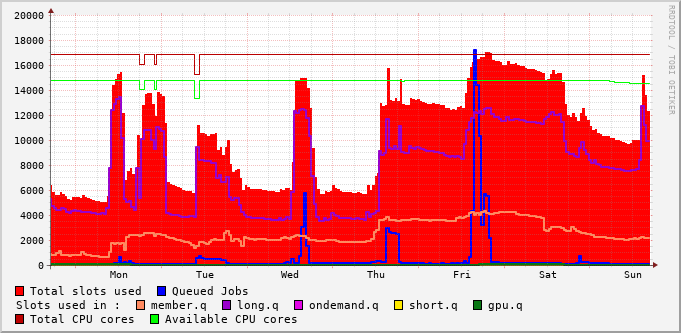 20000
18000
16000
14000
12000
10000
8000
6000
4000
2000
0
Mon Tue Wed Thu Fri Sat Sun
RRDTOOL / TOBI OETIKER
Total slots used Queued Jobs
Slots used in : member.q long.q ondemand.q short.q gpu.q
Total CPU cores Available CPU cores